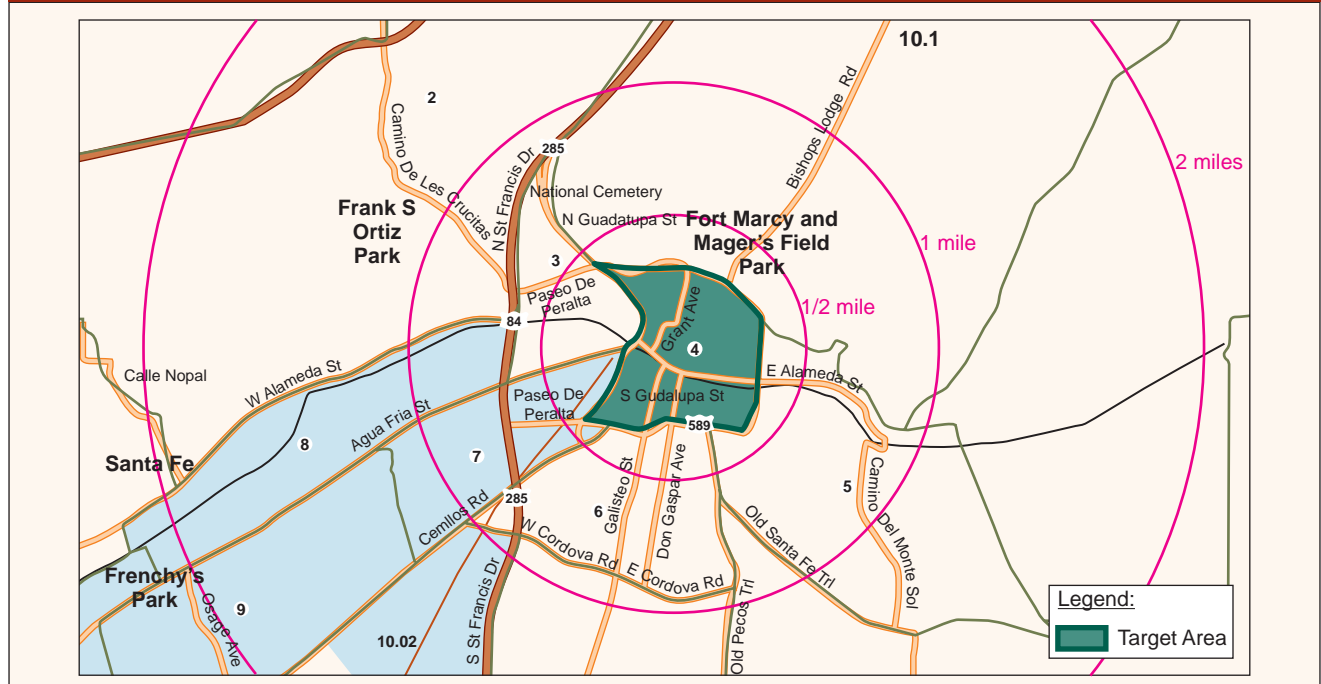 10.1
2
285
Camino De Les Crucitas
N St Francis Dr
Bishops Lodge Rd
2 miles
National Cemetery
Frank S
Ortiz
Park
N Guadatupa St
Fort Marcy and
Mager's Field
Park
1 mile
3
Paseo De
Peralta
1/2 mile
84
Grant Ave
4
Calle Nopal
W Alameda St
E Alameda St
Paseo De
Peralta
S Gudalupa St
Agua Fria St
589
8
7
Santa Fe
5
Camino Del Monte Sol
285
6
Galisteo St
Don Gaspar Ave
Cemllos Rd
Old Santa Fe Trl
W Cordova Rd
E Cordova Rd
Frenchy's
Park
9
Osage Ave
10.02
S St Francis Dr
Old Pecos Trl
Legend:
Target Area